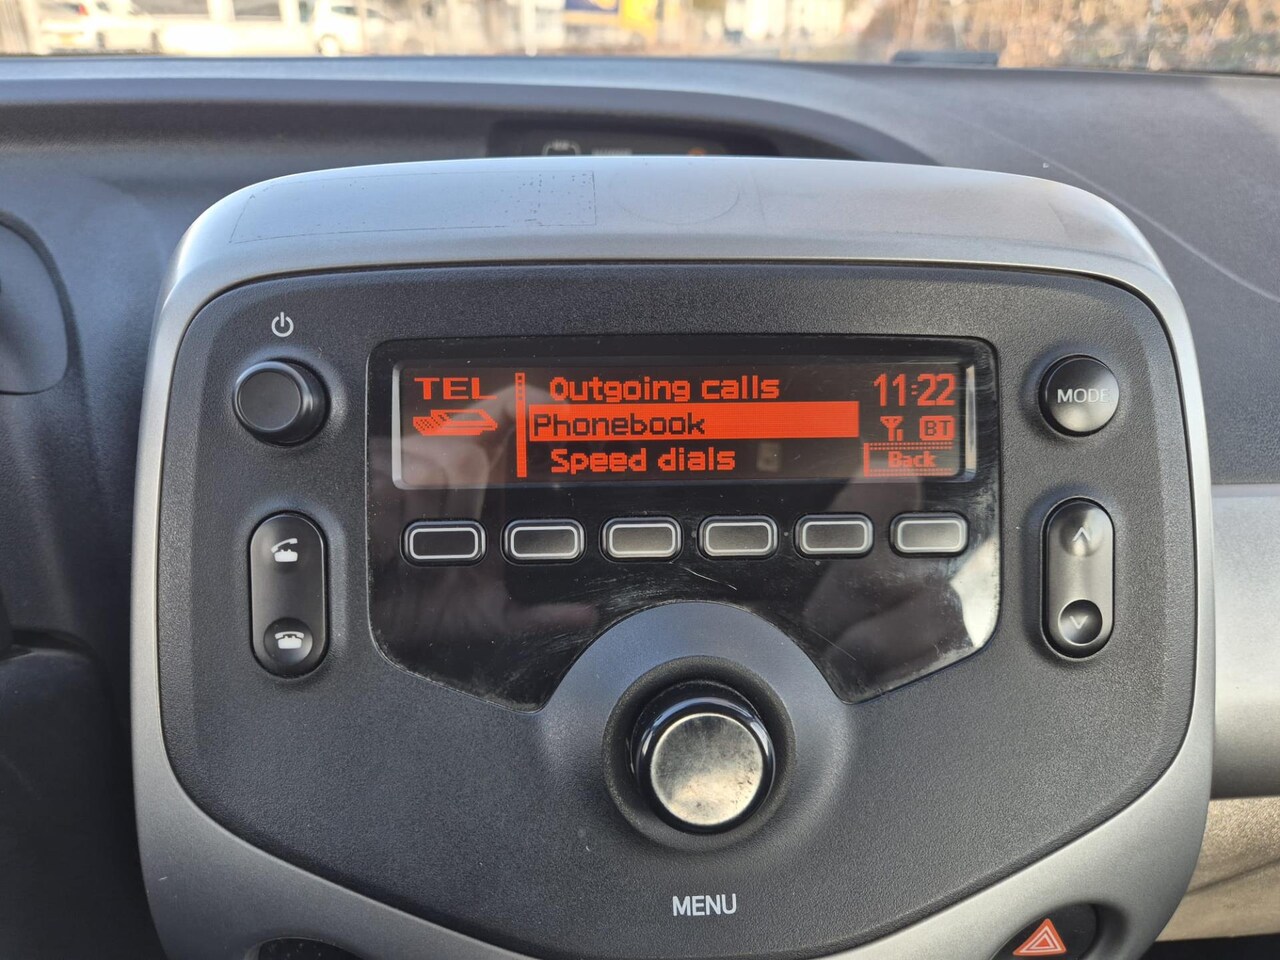 TEL
Outgoing calls
11:22
Phonebook
BT
Speed dials
Back
MODE
MENU